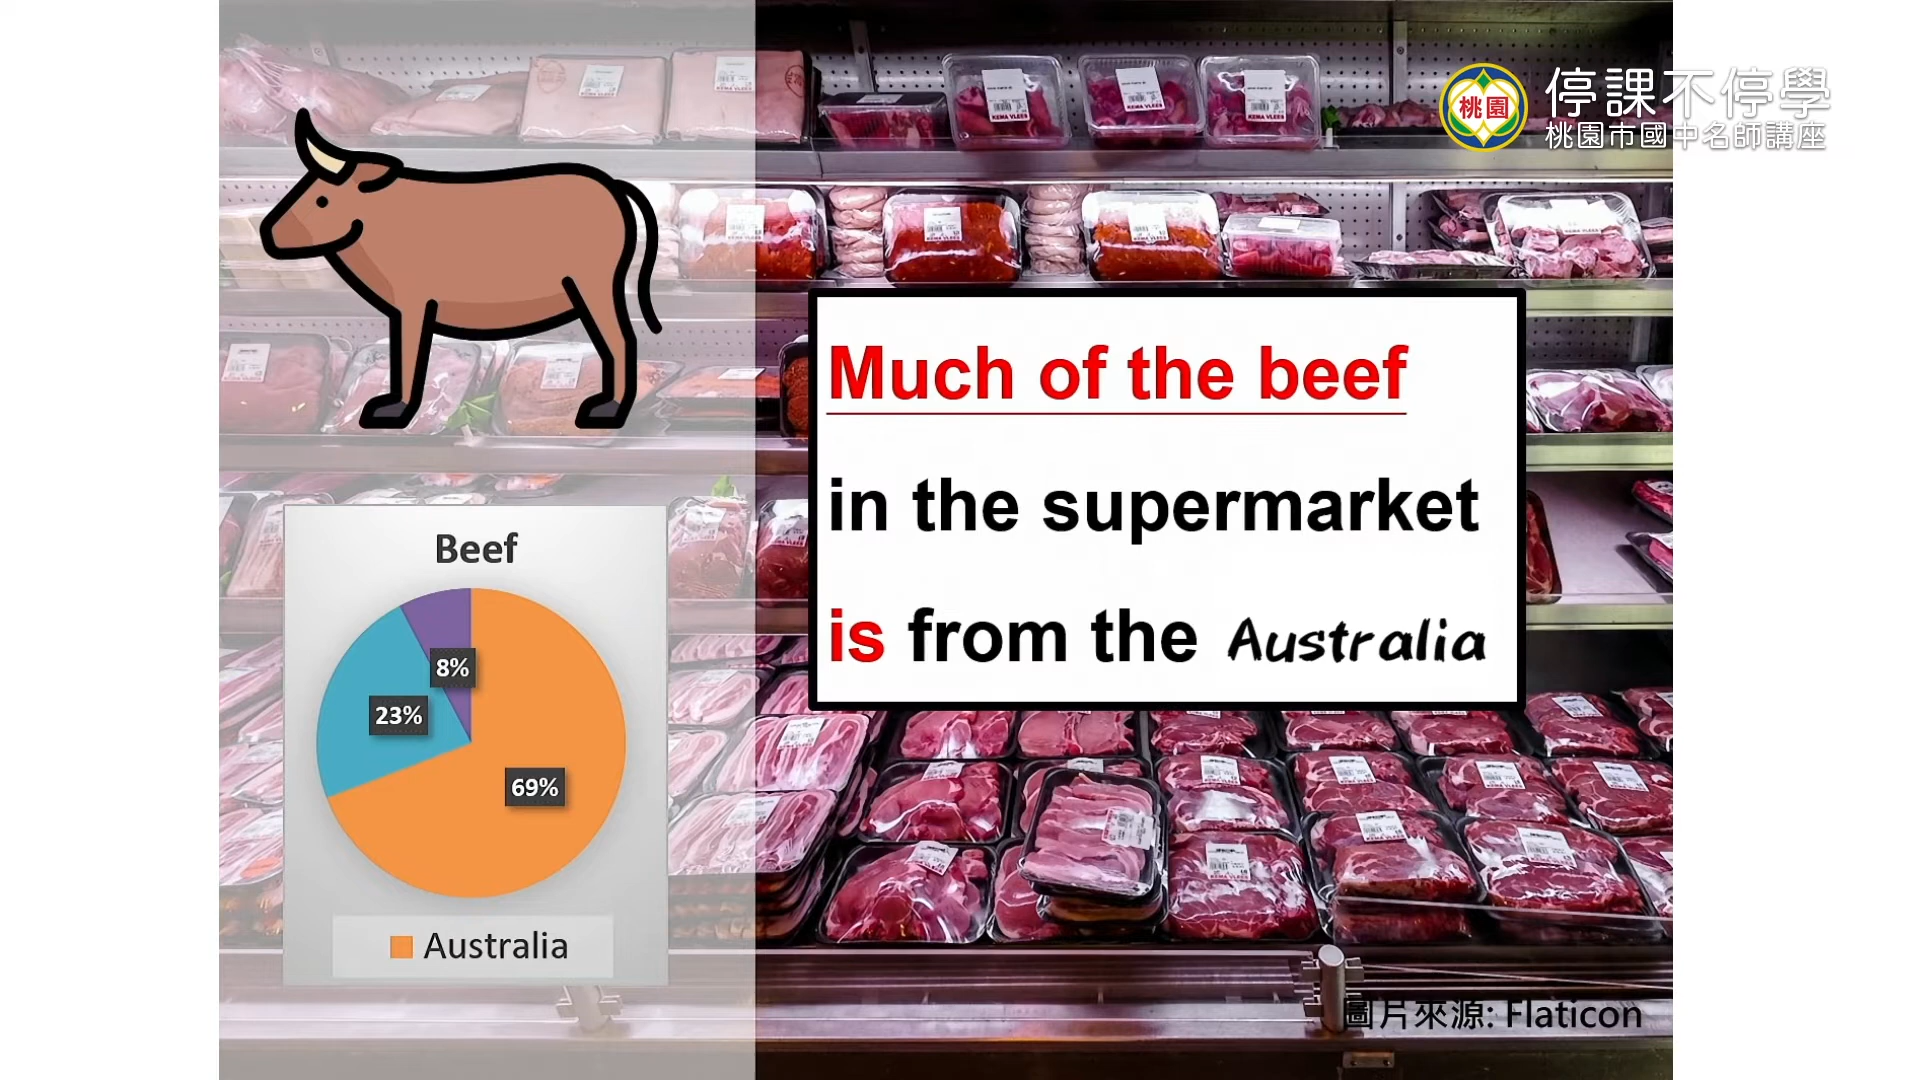 桃園
停課不停學
桃園市國中名師講座
Much of the beef
in the supermarket
is from the Australia
Beef
8%
23%
69%
Australia
圖片來源: Flaticon